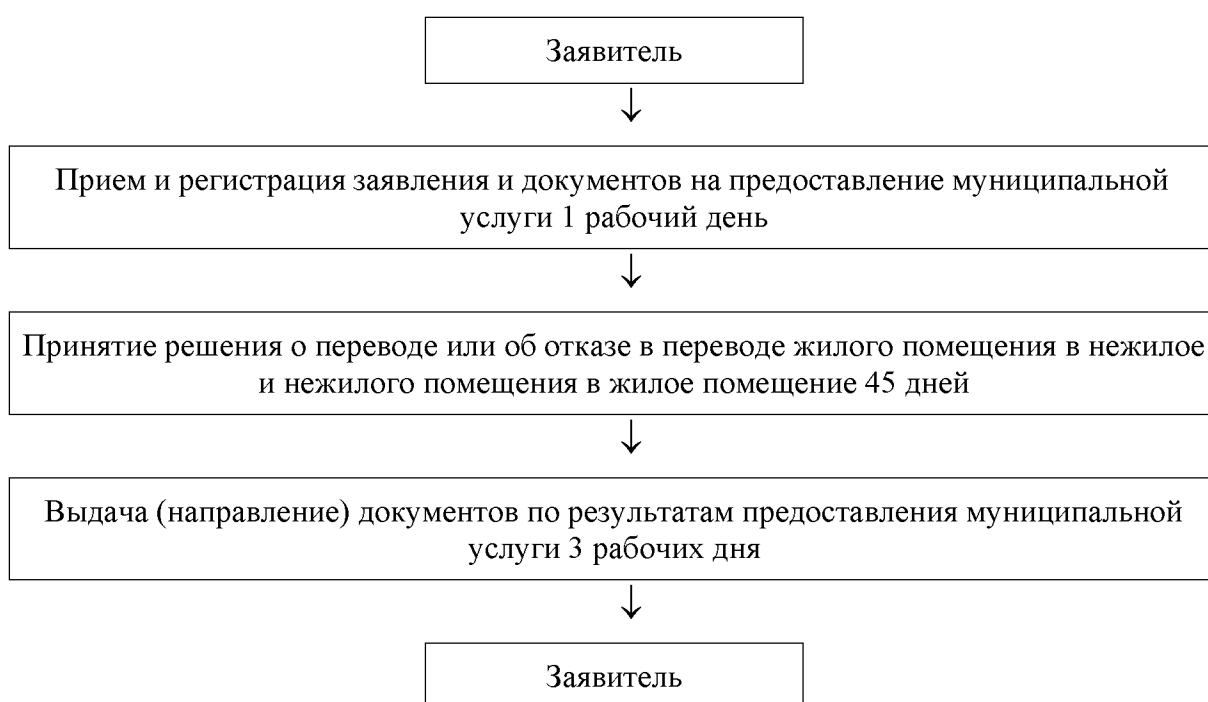 Заявитель
Прием и регистрация заявления и документов на предоставление муниципальной
услуги 1 рабочий день
Принятие решения о переводе или об отказе в переводе жилого помещения в нежилое
и нежилого помещения в жилое помещение 45 дней
Выдача (направление) документов по результатам предоставления муниципальной
услуги 3 рабочих дня
Заявитель